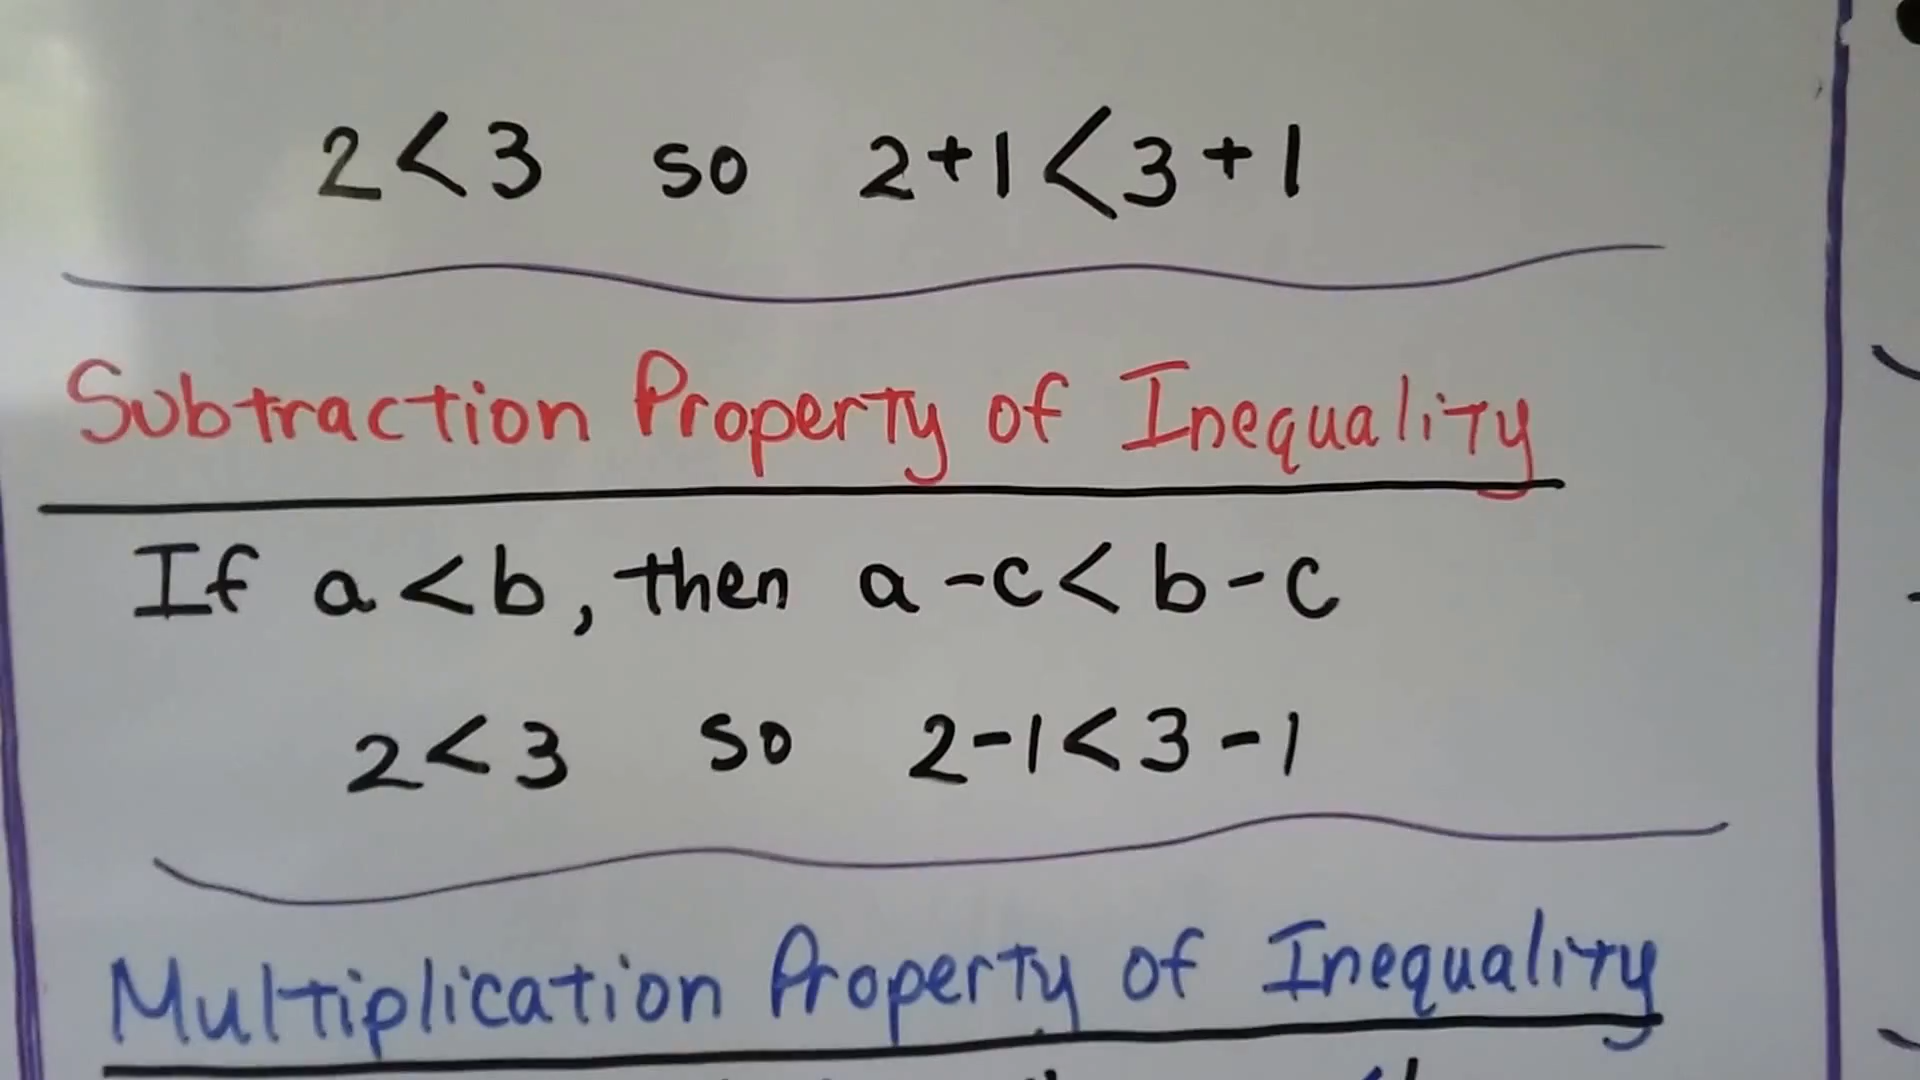 2 < 3 so 2 + 1 < 3 + 1
Subtraction Property of Inequality
If a < b, then a - c < b - c
2 < 3 so 2 - 1 < 3 - 1
Multiplication Property of Inequality